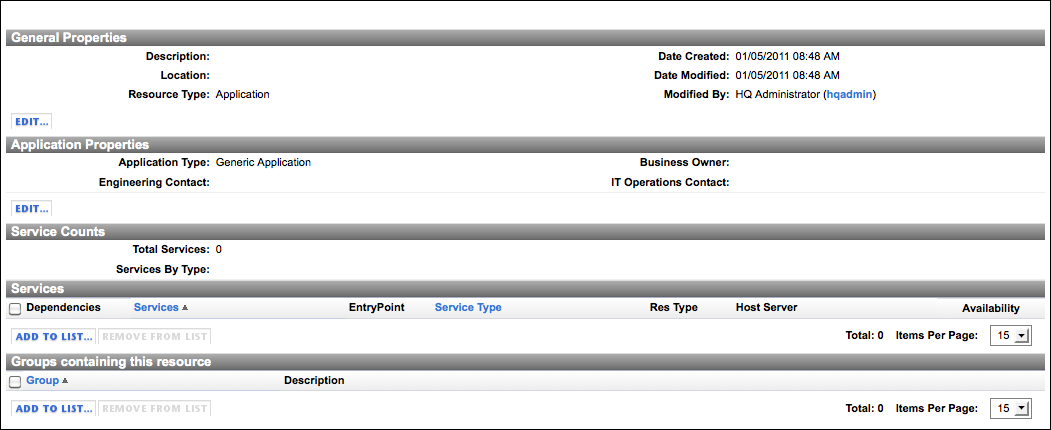 General Properties
Description: Date Created: 01/05/2011 08:48 AM
Location: Date Modified: 01/05/2011 08:48 AM
Resource Type: Application Modified By: HQ Administrator (hqadmin)
EDIT...
Application Properties
Application Type: Generic Application Business Owner:
Engineering Contact: IT Operations Contact:
EDIT...
Service Counts
Total Services: 0
Services By Type:
Services
Dependencies Services EntryPoint Service Type Res Type Host Server Availability
ADD TO LIST... REMOVE FROM LIST Total: 0 Items Per Page: 15
Groups containing this resource
Group Description
ADD TO LIST... REMOVE FROM LIST Total: 0 Items Per Page: 15